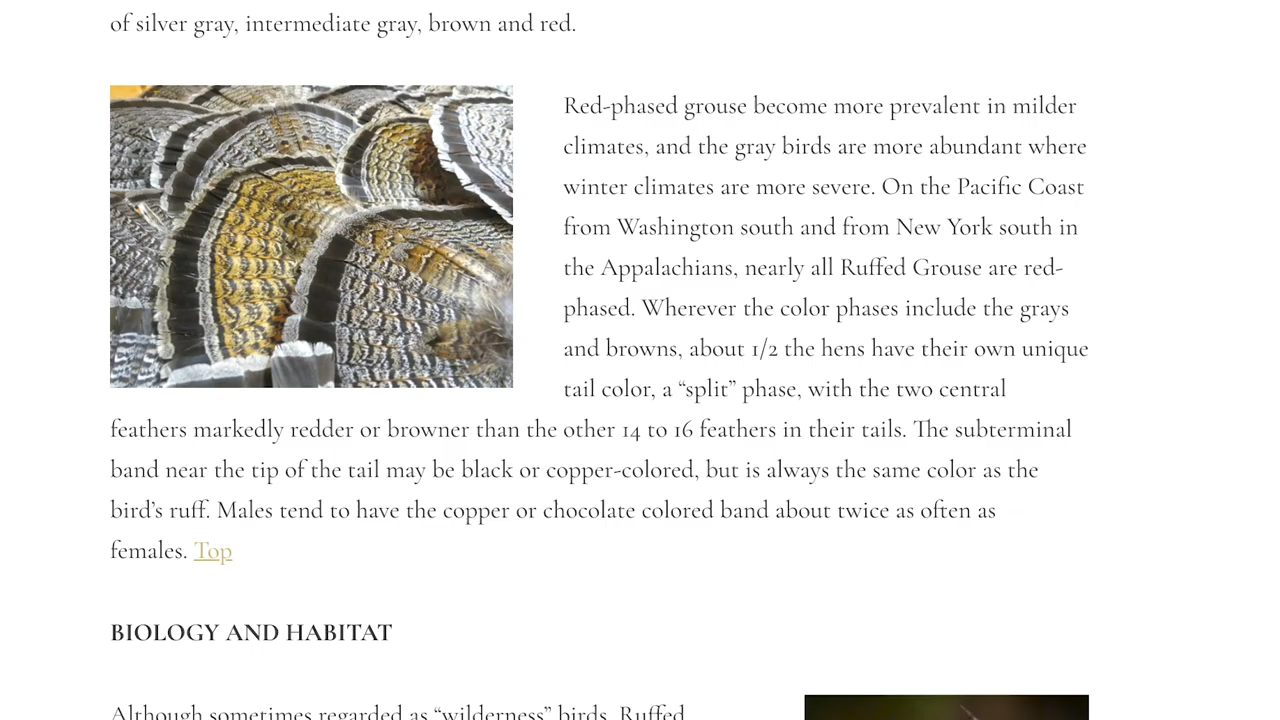 of silver gray, intermediate gray, brown and red.
Red-phased grouse become more prevalent in milder
climates, and the gray birds are more abundant where
winter climates are more severe. On the Pacific Coast
from Washington south and from New York south in
the Appalachians, nearly all Ruffed Grouse are red-
phased. Wherever the color phases include the grays
and browns, about 1/2 the hens have their own unique
tail color, a “split” phase, with the two central
feathers markedly redder or browner than the other 14 to 16 feathers in their tails. The subterminal
band near the tip of the tail may be black or copper-colored, but is always the same color as the
bird’s ruff. Males tend to have the copper or chocolate colored band about twice as often as
females. Top
BIOLOGY AND HABITAT
Although sometimes regarded as “wilderness” birds, Ruffed